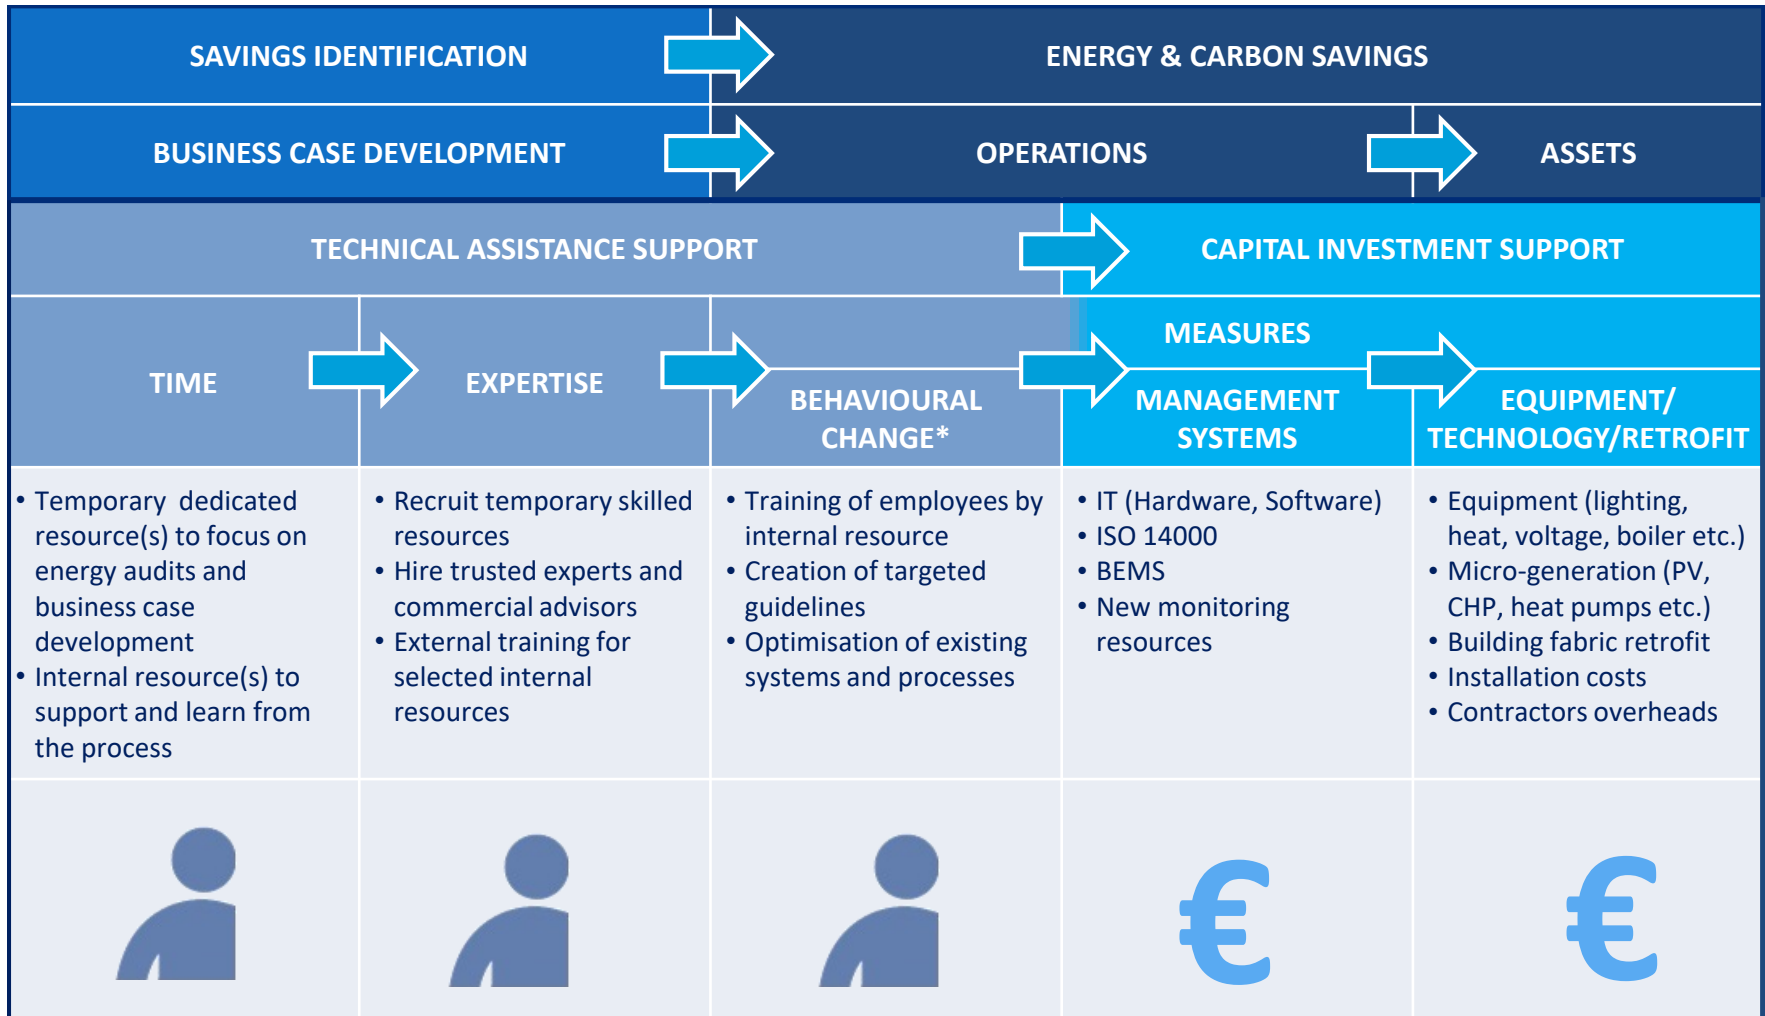 SAVINGS IDENTIFICATION
ENERGY & CARBON SAVINGS
BUSINESS CASE DEVELOPMENT
OPERATIONS
ASSETS
TECHNICAL ASSISTANCE SUPPORT
CAPITAL INVESTMENT SUPPORT
MEASURES
TIME
EXPERTISE
BEHAVIOURAL
CHANGE*
MANAGEMENT
SYSTEMS
EQUIPMENT/
TECHNOLOGY/RETROFIT
• Temporary dedicated
resource(s) to focus on
energy audits and
business case
development
• Internal resource(s) to
support and learn from
the process
• Recruit temporary skilled
resources
• Hire trusted experts and
commercial advisors
• External training for
selected internal
resources
• Training of employees by
internal resource
• Creation of targeted
guidelines
• Optimisation of existing
systems and processes
• IT (Hardware, Software)
• ISO 14000
• BEMS
• New monitoring
resources
• Equipment (lighting,
heat, voltage, boiler etc.)
• Micro-generation (PV,
CHP, heat pumps etc.)
• Building fabric retrofit
• Installation costs
• Contractors overheads
€
€